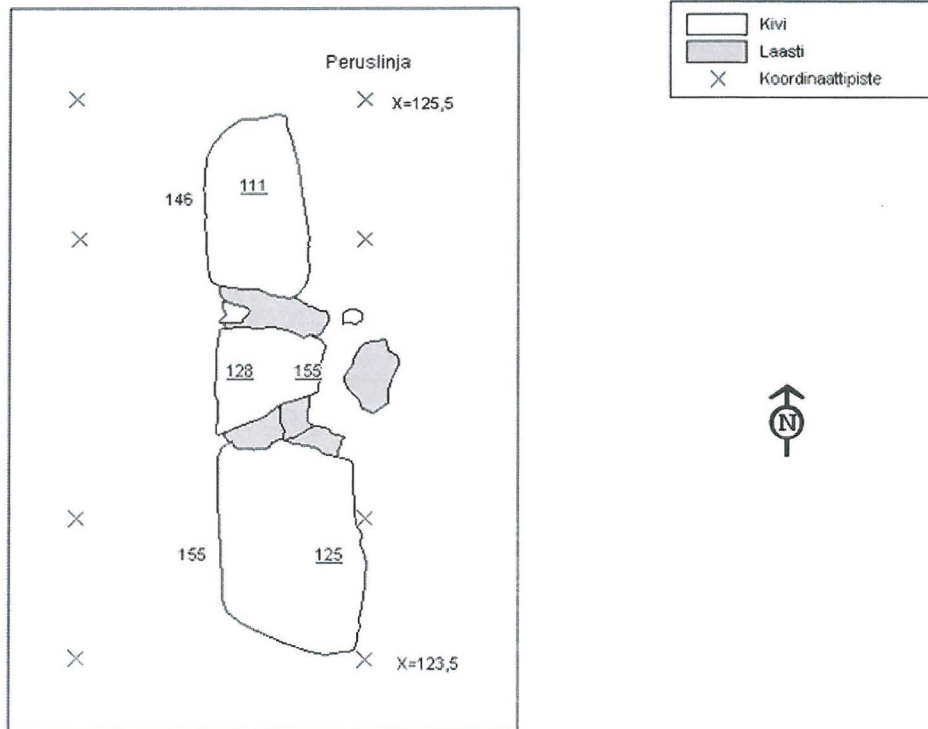 Peruslinja
X=125,5
111
146
128 155
155 125
X=123,5
Kivi
Laasti
Koordinaattipiste
N